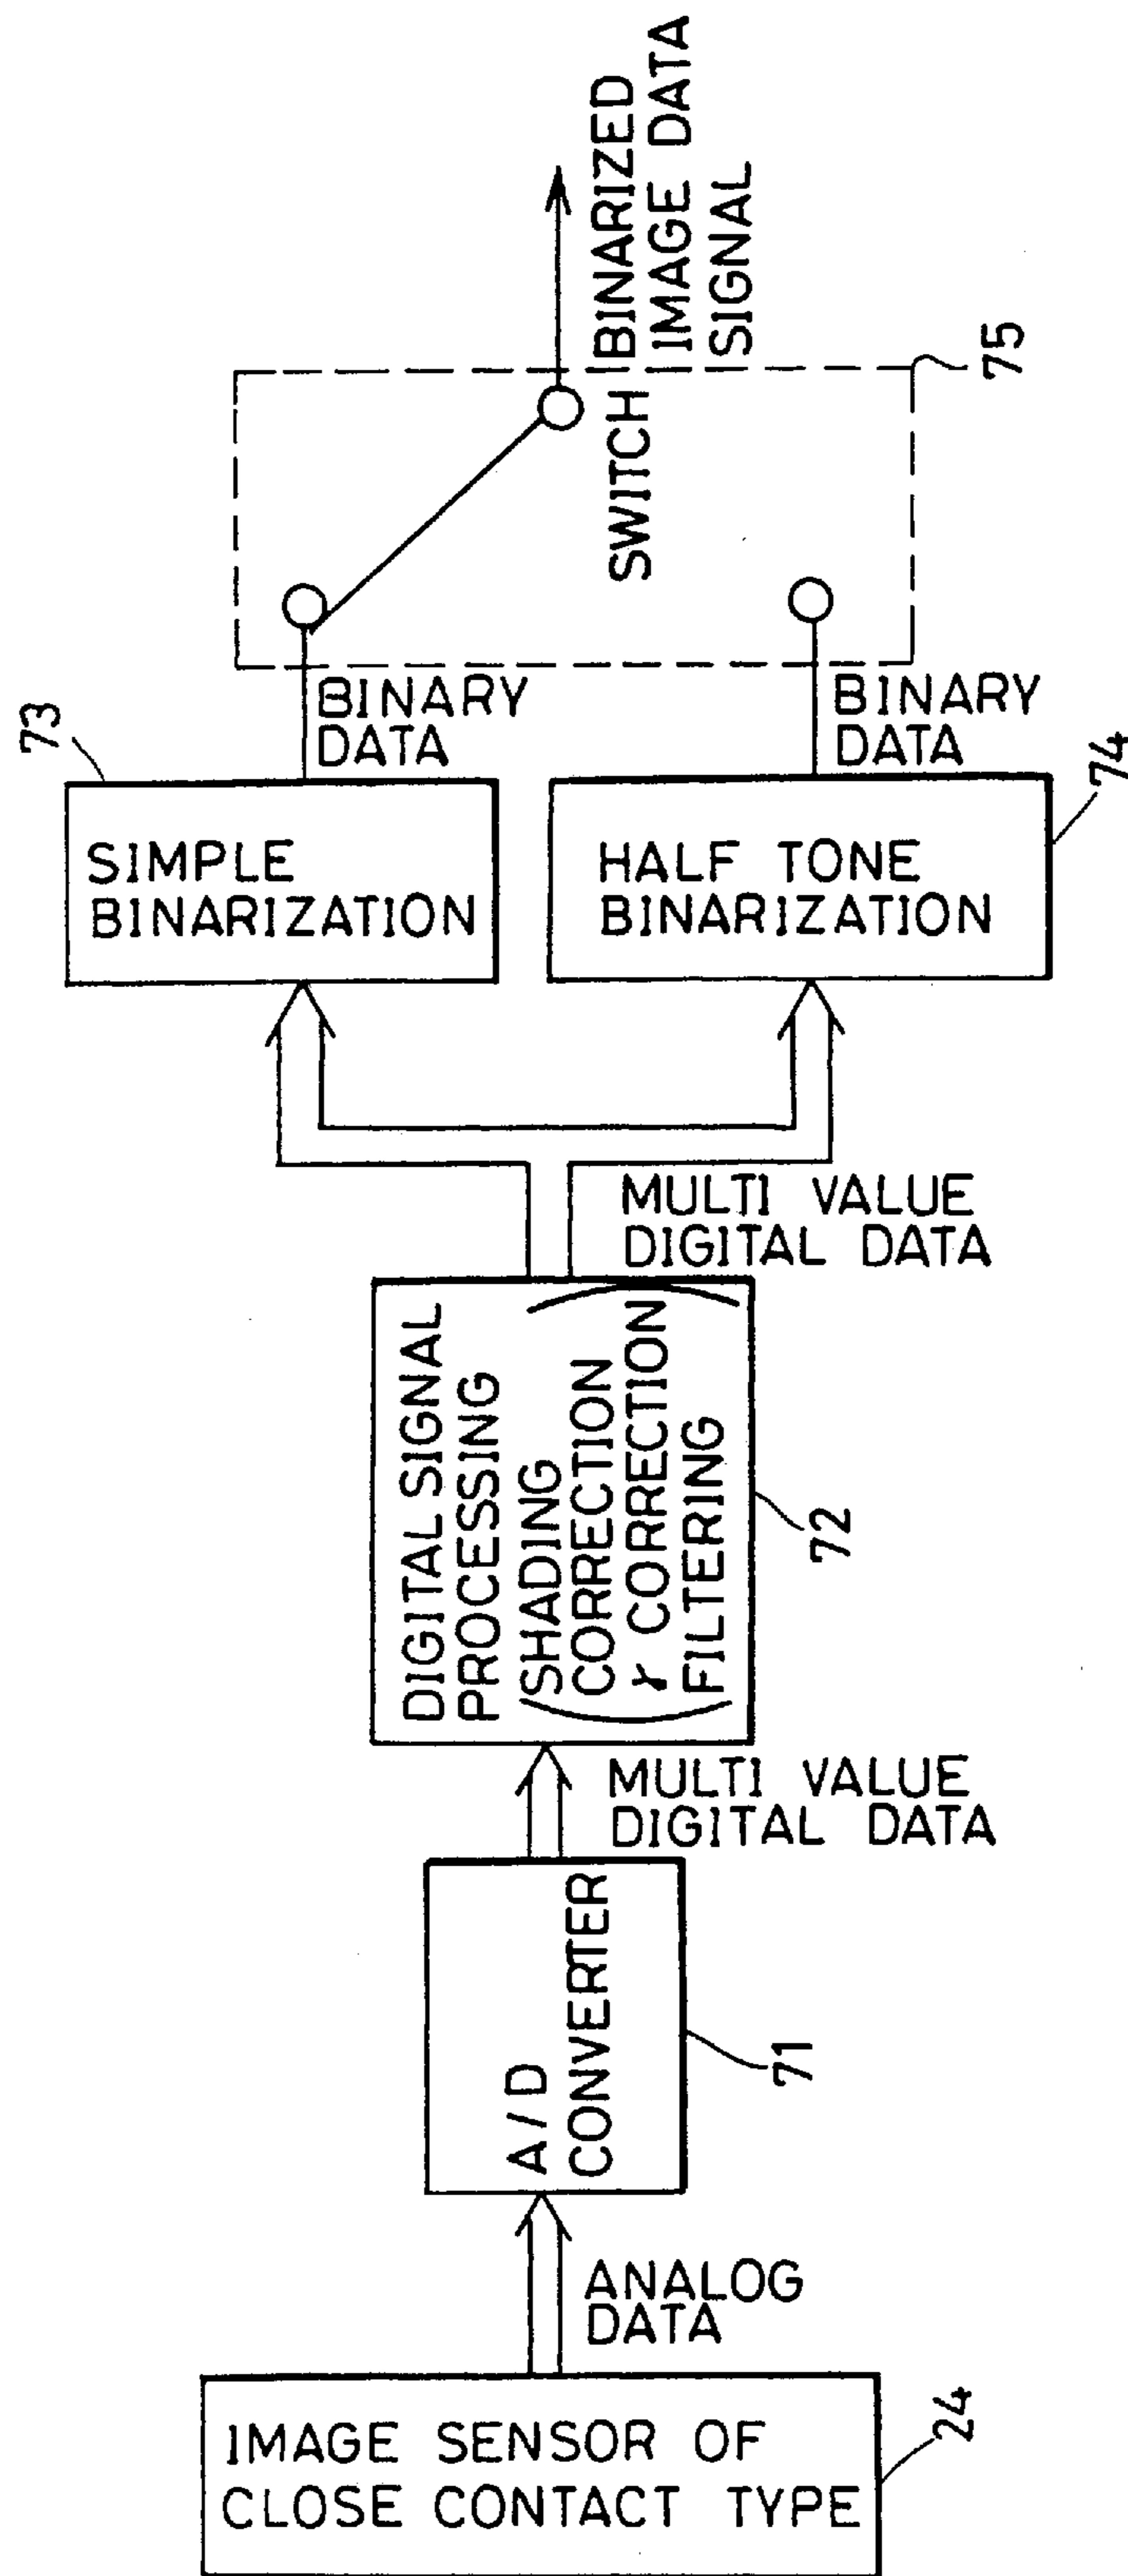 IMAGE SENSOR OF
CLOSE CONTACT TYPE
24
ANALOG
DATA
A/D
CONVERTER
71
MULTI VALUE
DIGITAL DATA
DIGITAL SIGNAL
PROCESSING
(SHADING
CORRECTION
γ CORRECTION
FILTERING)
72
MULTI VALUE
DIGITAL DATA
SIMPLE
BINARIZATION
73
BINARY
DATA
HALF TONE
BINARIZATION
74
BINARY
DATA
SWITCH
75
BINARIZED
IMAGE DATA
SIGNAL